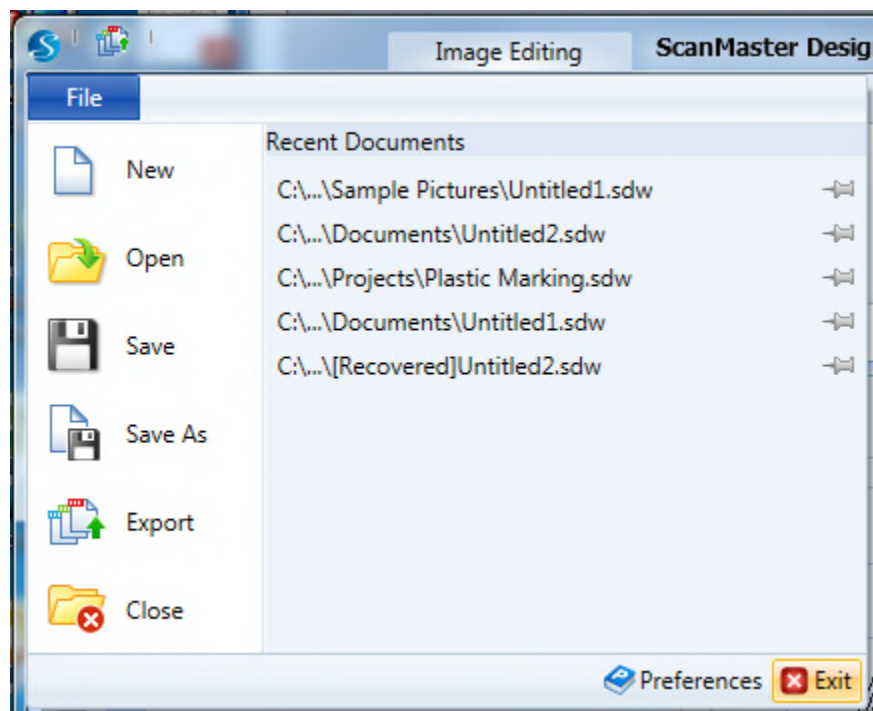 Image Editing ScanMaster Desig
File
Recent Documents
New
C:\...\Sample Pictures\Untitled1.sdw
C:\...\Documents\Untitled2.sdw
Open
C:\...\Projects\Plastic Marking.sdw
C:\...\Documents\Untitled1.sdw
Save
C:\...\[Recovered]Untitled2.sdw
Save As
Export
Close
Preferences Exit